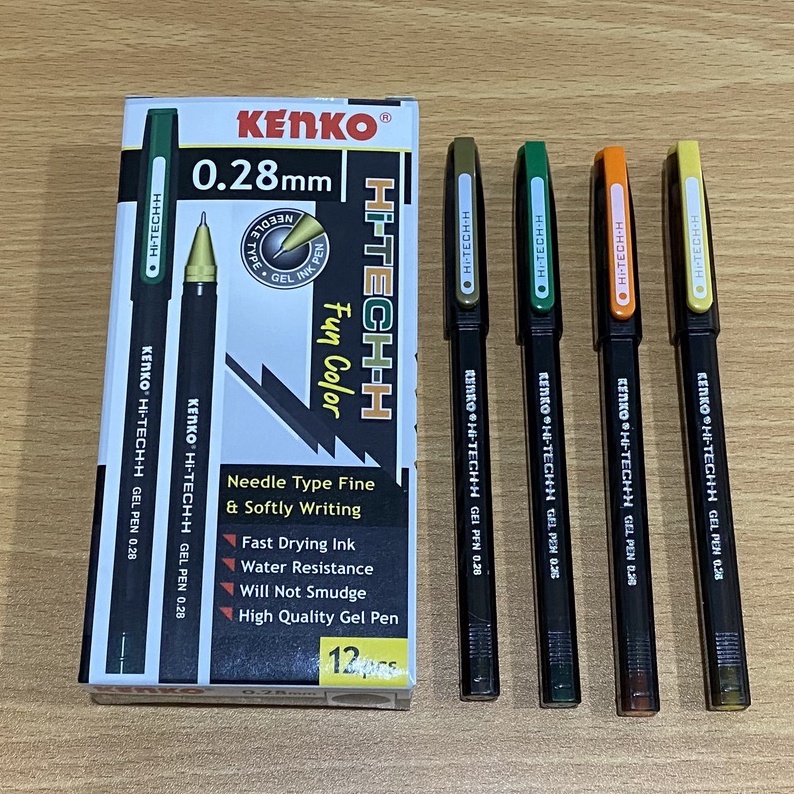 KENKO®
0.28mm
Hi-TECH-H
Fun Color
NEEDLE TYPE • GEL INK PEN •
Hi-TECH-H
KENKO® Hi-TECH-H GEL PEN 0.28
KENKO® Hi-TECH-H GEL PEN 0.28
Needle Type Fine
& Softly Writing
Fast Drying Ink
Water Resistance
Will Not Smudge
High Quality Gel Pen
12pcs
KENKO® 0.28mm
Hi-TECH-H
KENKO® Hi-TECH-H GEL PEN 0.28
Hi-TECH-H
KENKO® Hi-TECH-H GEL PEN 0.28
Hi-TECH-H
KENKO® Hi-TECH-H GEL PEN 0.28
Hi-TECH-H
KENKO® Hi-TECH-H GEL PEN 0.28